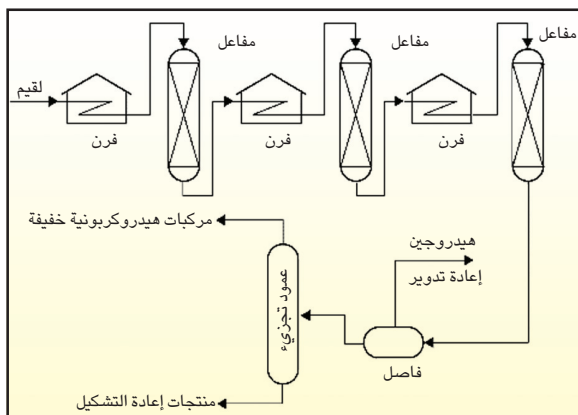 مفاعل
مفاعل
مفاعل
لقيم
فرن
فرن
فرن
مركبات هيدروكربونية خفيفة
هيدروجين
إعادة تدوير
عمود تجزيء
فاصل
منتجات إعادة التشكيل